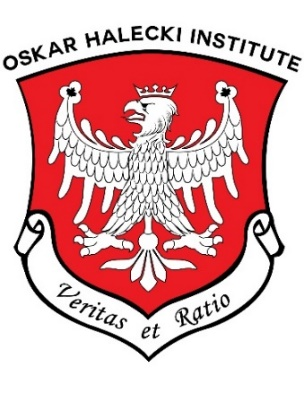 OSKAR HALECKI INSTITUTE
Veritas et Ratio